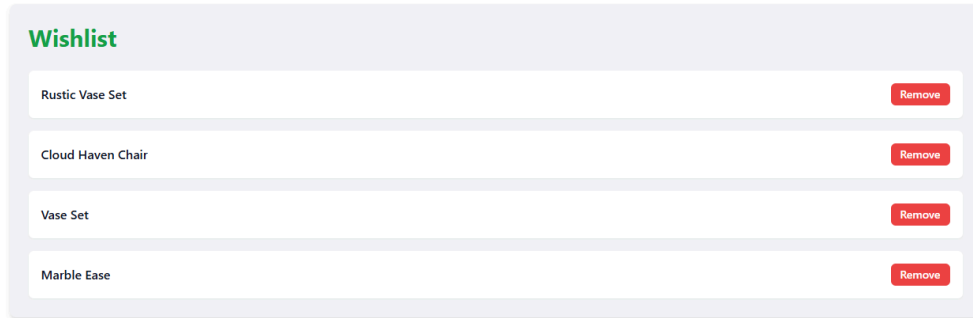 Wishlist
Rustic Vase Set
Remove
Cloud Haven Chair
Remove
Vase Set
Remove
Marble Ease
Remove